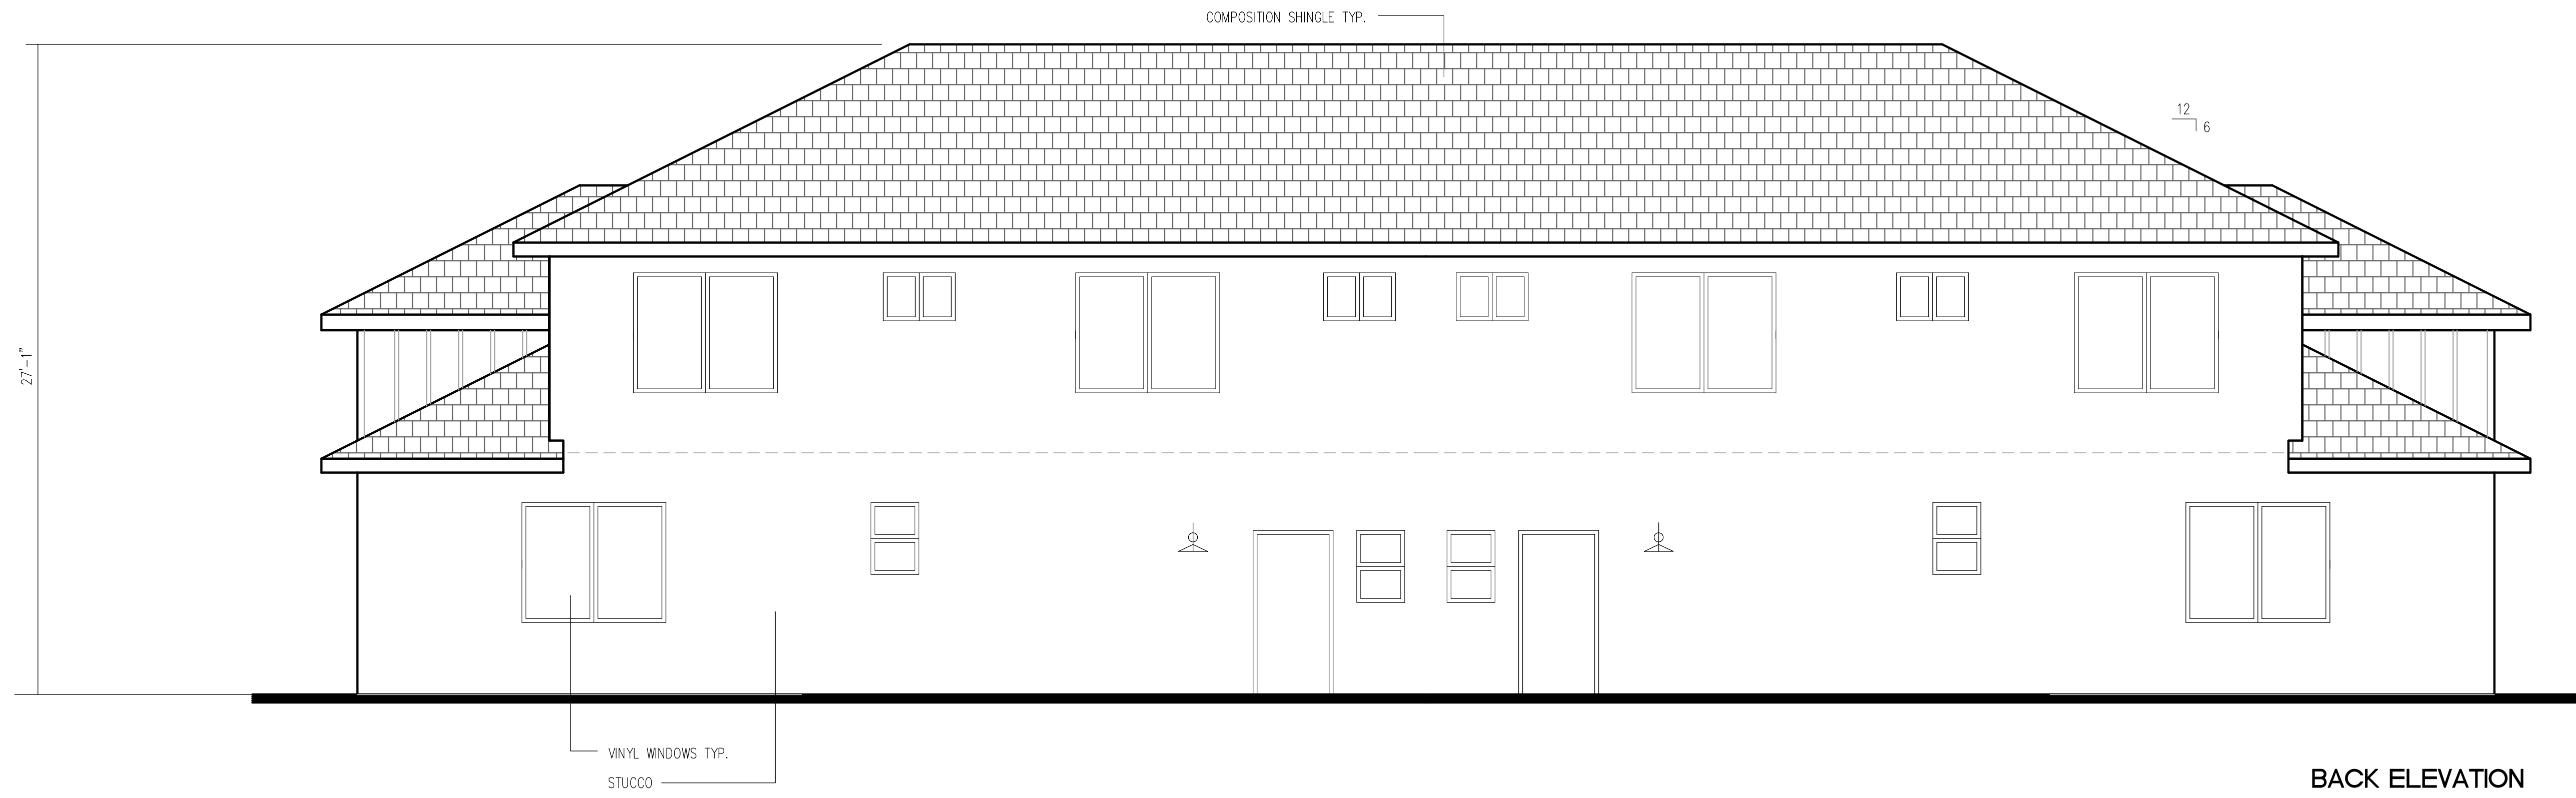 COMPOSITION SHINGLE TYP.
12
6
27'-1"
VINYL WINDOWS TYP.
STUCCO
BACK ELEVATION